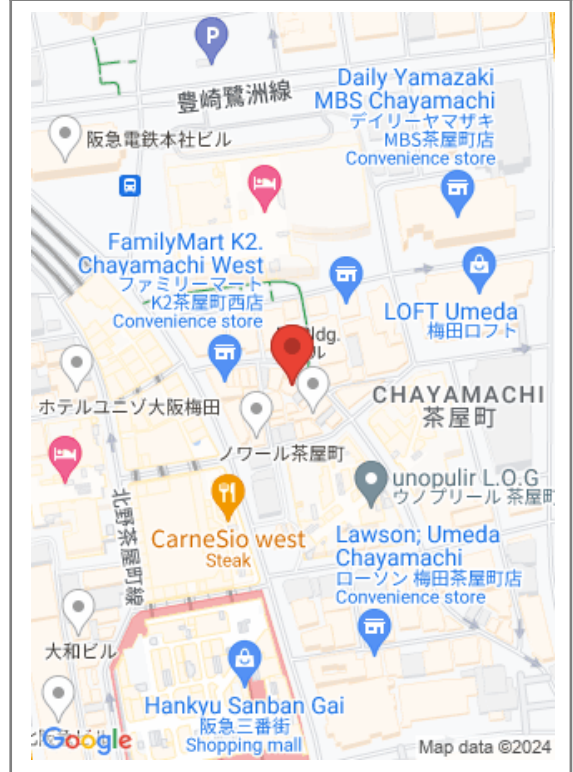 P
豊崎鷺洲線
Daily Yamazaki
MBS Chayamachi
デイリーヤマザキ
MBS茶屋町店
Convenience store
阪急電鉄本社ビル
FamilyMart K2.
Chayamachi West
ファミリーマート
K2茶屋町西店
Convenience store
LOFT Umeda
梅田ロフト
ldg.
ル
CHAYAMACHI
茶屋町
ホテルユニゾ大阪梅田
ノワール茶屋町
unopulir L.O.G
ウノプリール 茶屋町
北野茶屋町線
CarneSio west
Steak
Lawson; Umeda
Chayamachi
ローソン 梅田茶屋町店
Convenience store
大和ビル
Hankyu Sanban Gai
阪急三番街
Shopping mall
Google
Map data ©2024